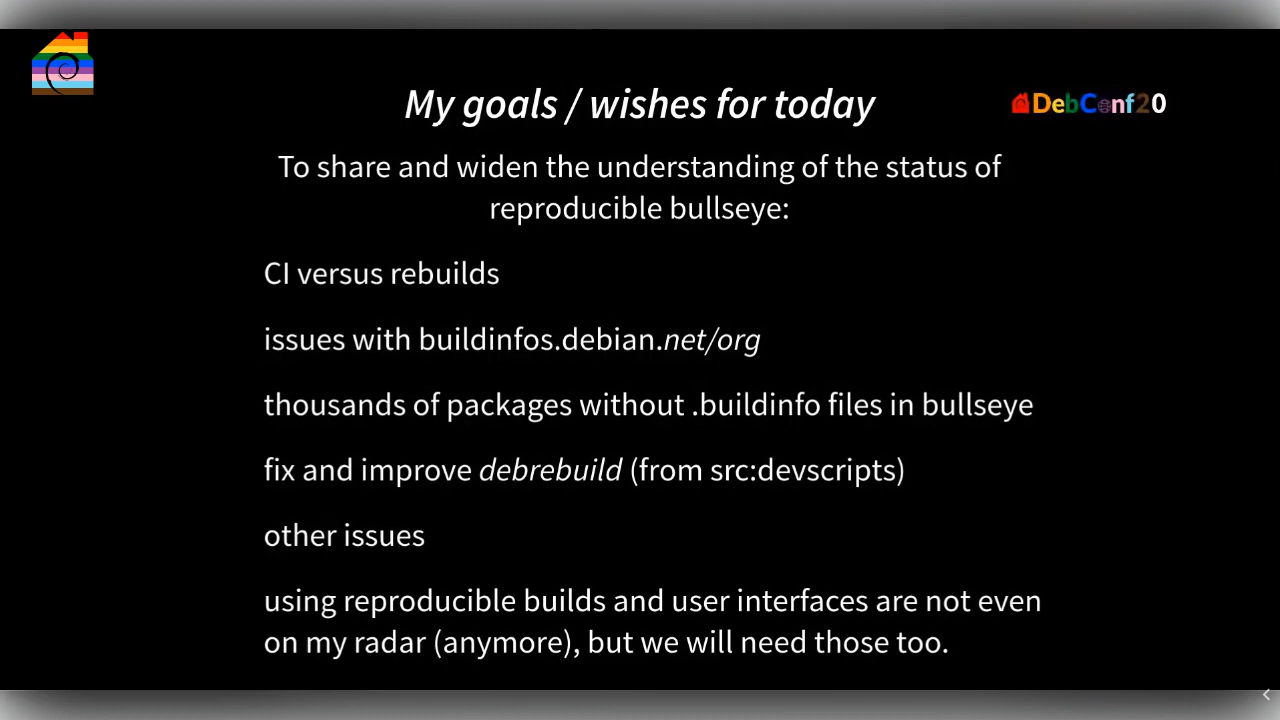 My goals / wishes for today
DebConf20
To share and widen the understanding of the status of
reproducible bullseye:
CI versus rebuilds
issues with buildinfos.debian.net/org
thousands of packages without .buildinfo files in bullseye
fix and improve debrebuild (from src:devscripts)
other issues
using reproducible builds and user interfaces are not even
on my radar (anymore), but we will need those too.